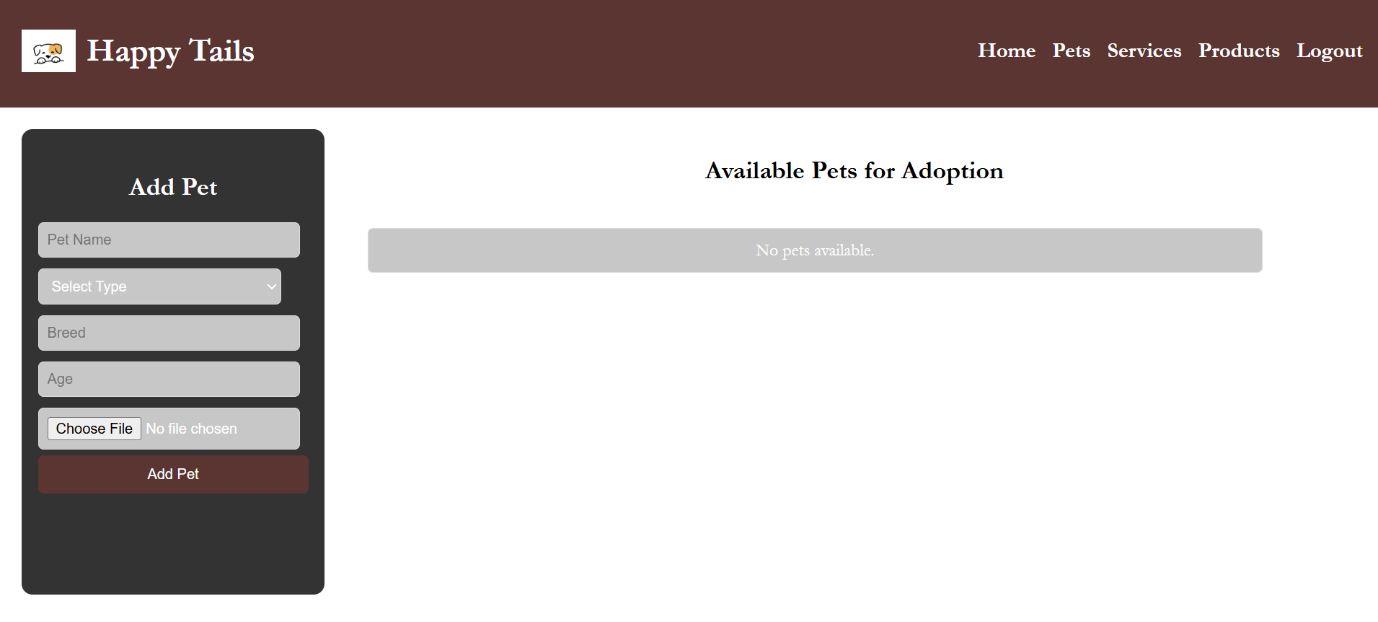 Happy Tails
Home Pets Services Products Logout
Add Pet
Pet Name
Select Type
Breed
Age
Choose File No file chosen
Add Pet
Available Pets for Adoption
No pets available.